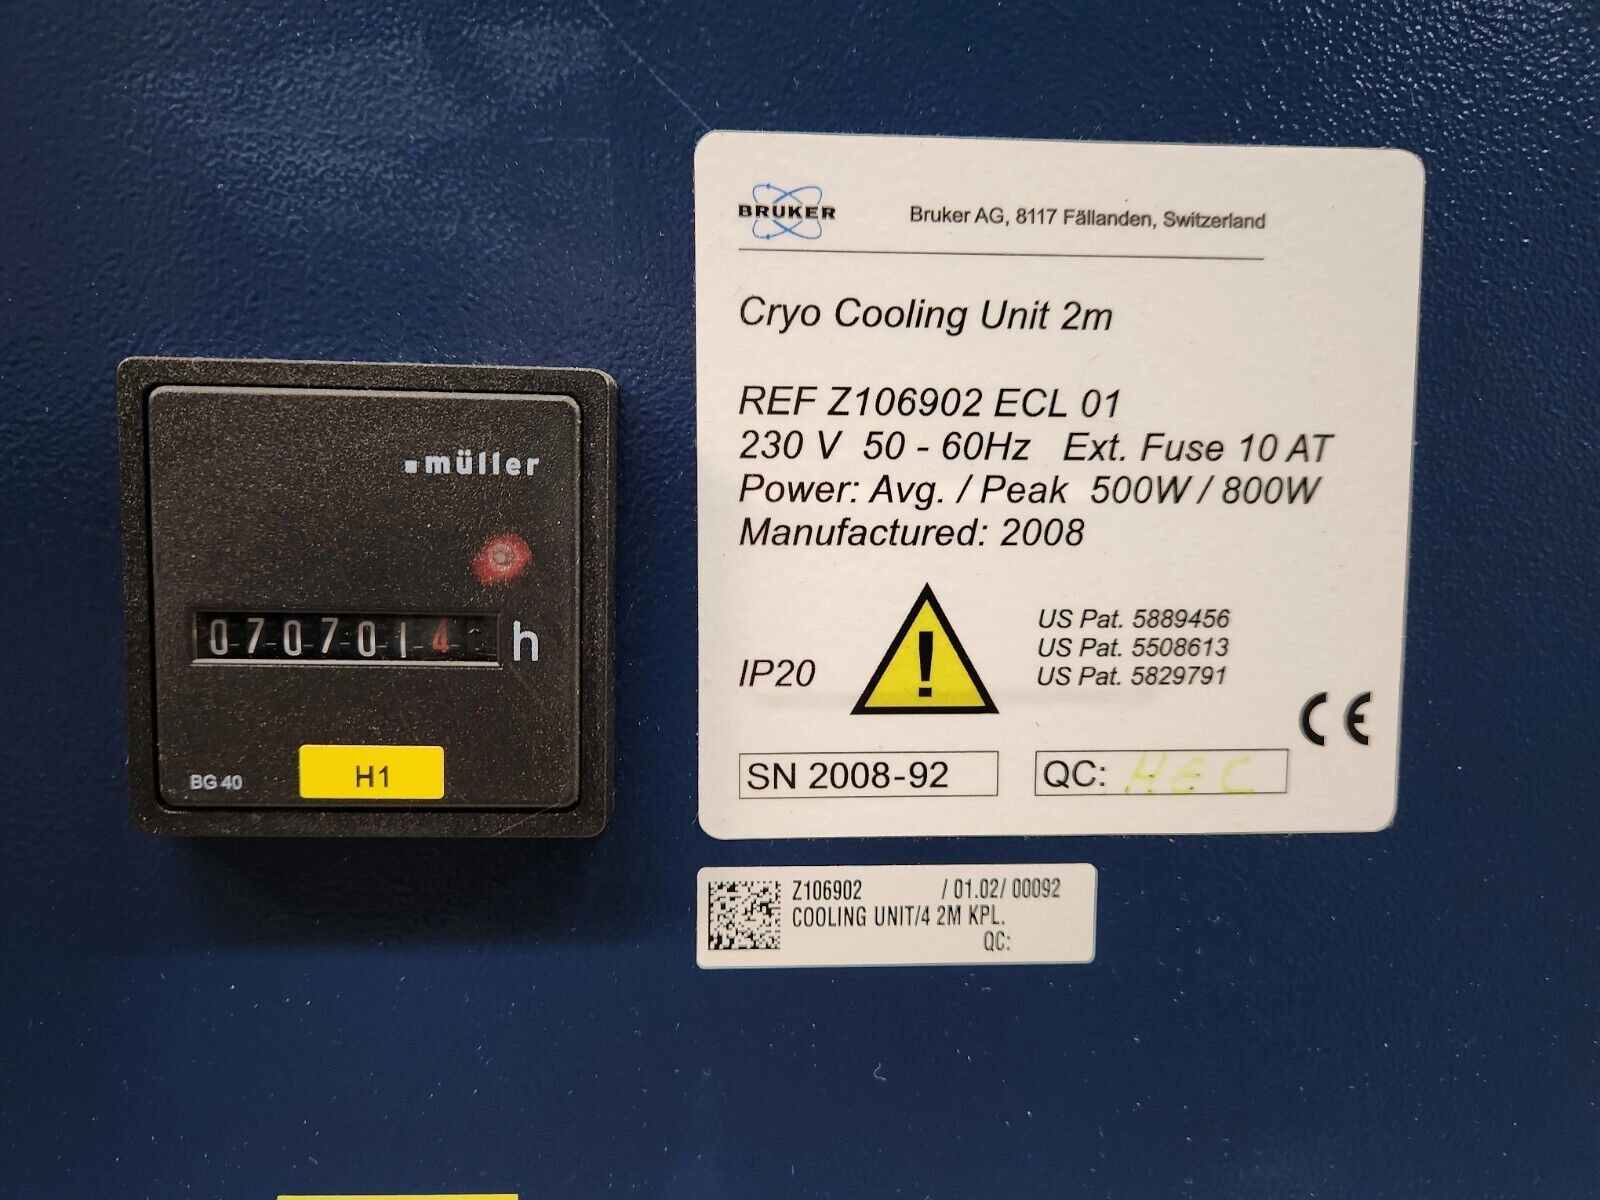 müller
0707014 h
BG 40
H1
BRUKER
Bruker AG, 8117 Fällanden, Switzerland
Cryo Cooling Unit 2m
REF Z106902 ECL 01
230 V 50 - 60Hz Ext. Fuse 10 AT
Power: Avg. / Peak 500W / 800W
Manufactured: 2008
US Pat. 5889456
US Pat. 5508613
IP20
!
US Pat. 5829791
CE
SN 2008-92
QC: HEC
Z106902 / 01.02/ 00092
COOLING UNIT/4 2M KPL.
QC: